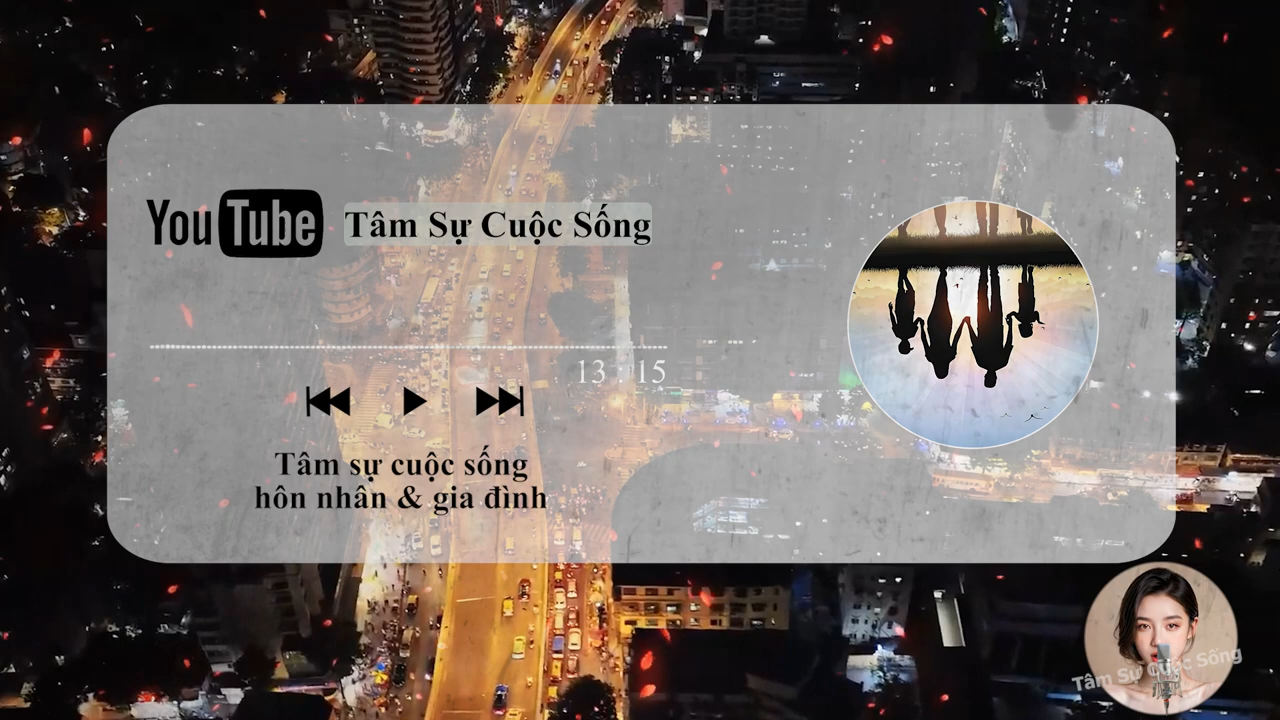 YouTube
Tâm Sự Cuộc Sống
13 : 15
Tâm sự cuộc sống
hôn nhân & gia đình
Tâm Sự Cuộc Sống